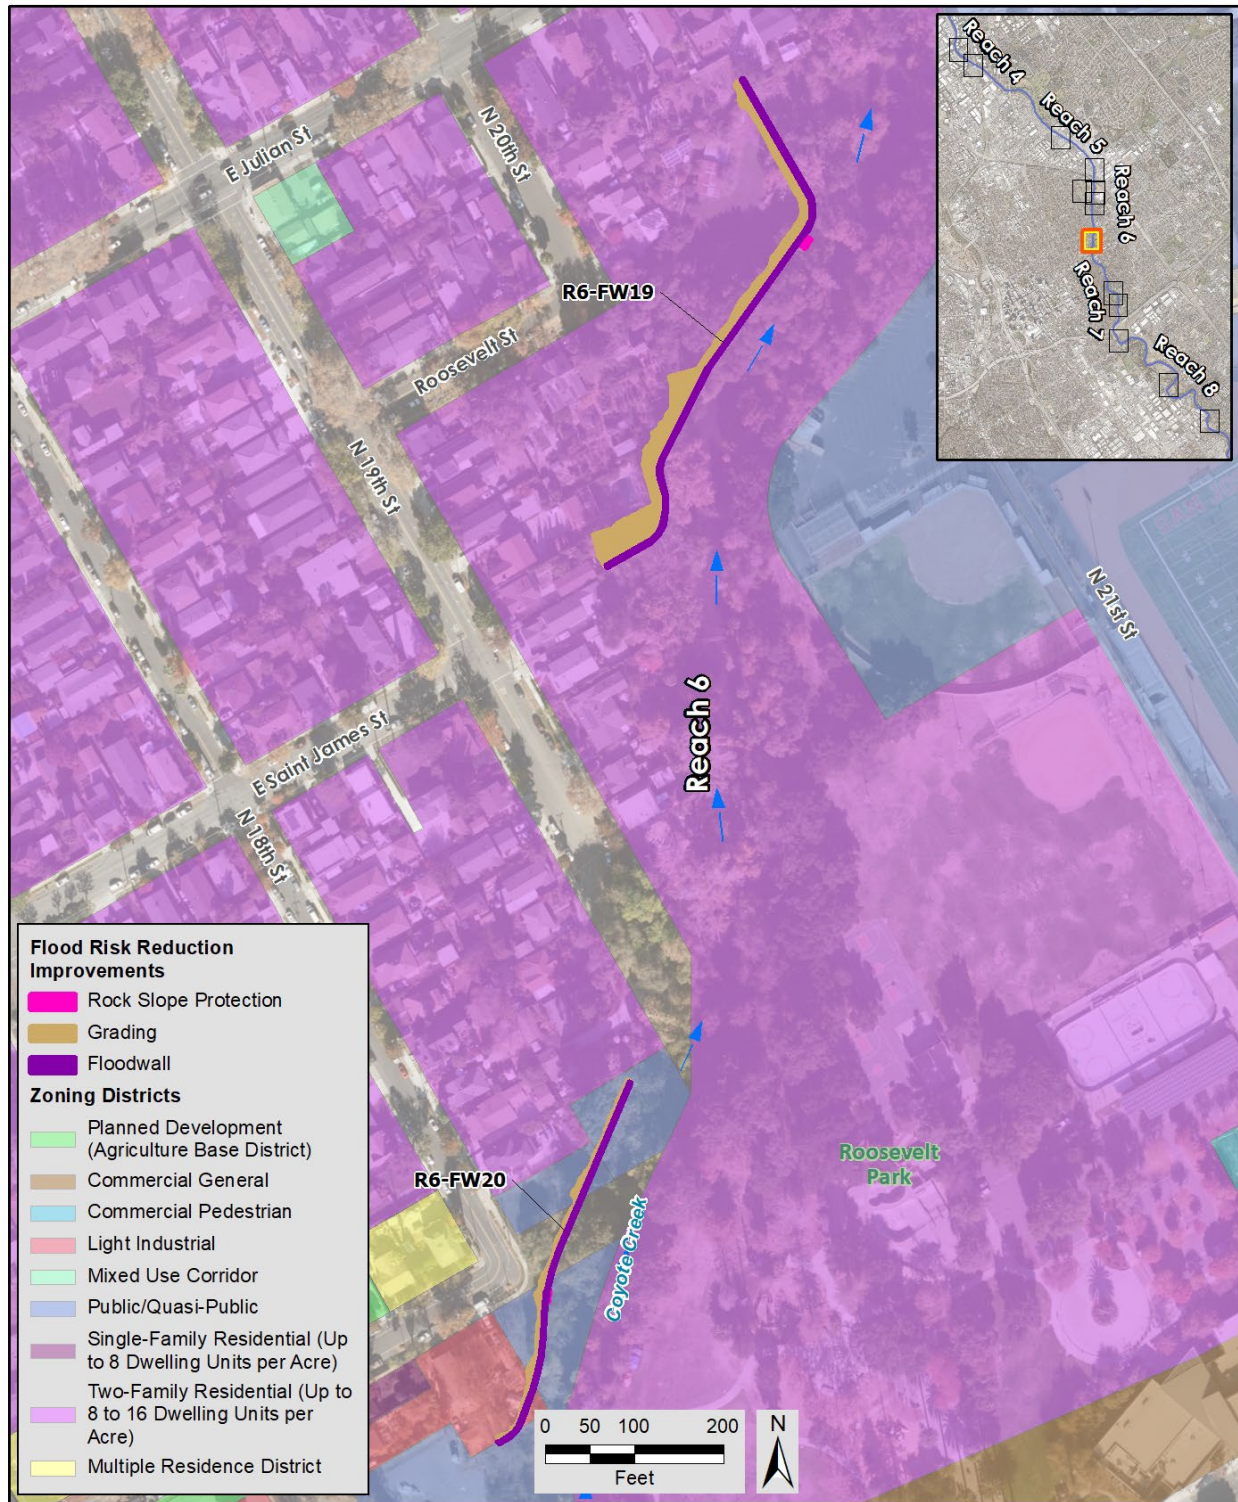 Reach 4
Reach 5
Reach 6
Reach 7
Reach 8
E Julian St
N 20th St
R6-FW19
Roosevelt St
N 19th St
N 21st St
Reach 6
E Saint James St
N 18th St
R6-FW20
Roosevelt
Park
Coyote Creek
Flood Risk Reduction
Improvements
Rock Slope Protection
Grading
Floodwall
Zoning Districts
Planned Development
(Agriculture Base District)
Commercial General
Commercial Pedestrian
Light Industrial
Mixed Use Corridor
Public/Quasi-Public
Single-Family Residential (Up
to 8 Dwelling Units per Acre)
Two-Family Residential (Up to
8 to 16 Dwelling Units per
Acre)
Multiple Residence District
0 50 100 200
Feet
N